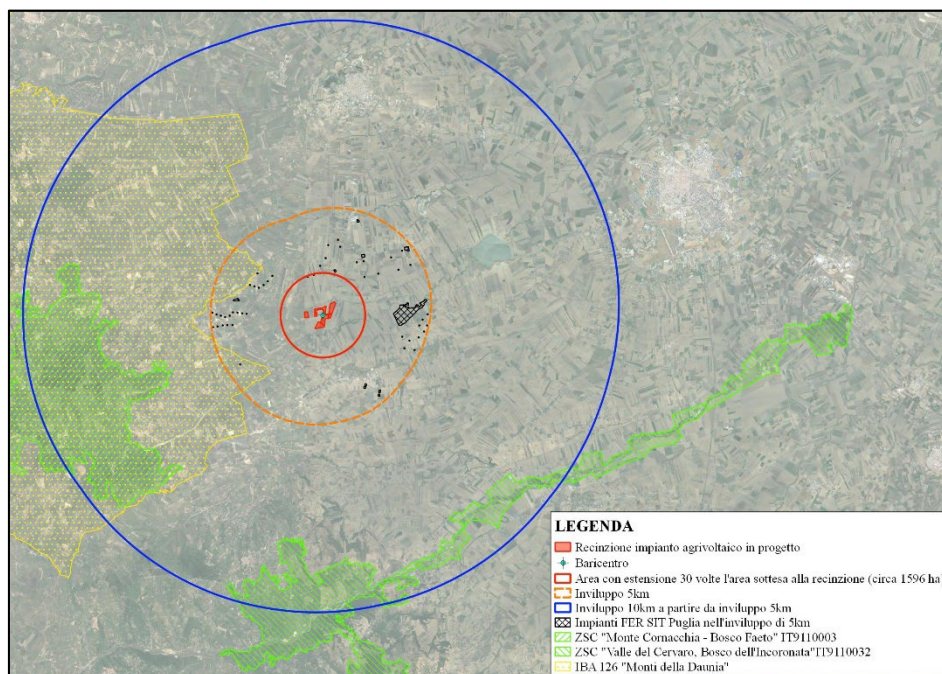 LEGENDA
Recinzione impianto agrivoltaico in progetto
Baricentro
Area con estensione 30 volte l'area sottesa alla recinzione (circa 1596 ha)
Inviluppo 5km
Inviluppo 10km a partire da inviluppo 5km
Impianti FER SIT Puglia nell'inviluppo di 5km
ZSC "Monte Cornacchia - Bosco Faeto" IT9110003
ZSC "Valle del Cervaro, Bosco dell'Incoronata"IT9110032
IBA 126 "Monti della Daunia"